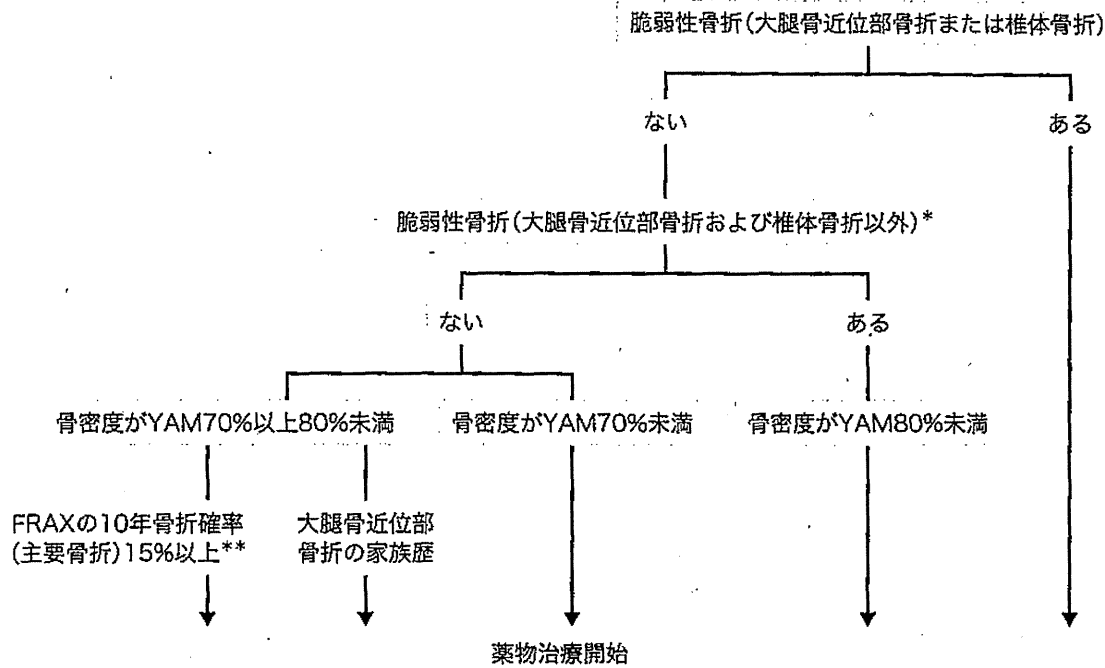 脆弱性骨折(大腿骨近位部骨折または椎体骨折)
ない
ある
脆弱性骨折(大腿骨近位部骨折および椎体骨折以外)*
ない
ある
骨密度がYAM70%以上80%未満
骨密度がYAM70%未満
骨密度がYAM80%未満
FRAXの10年骨折確率
(主要骨折)15%以上**
大腿骨近位部
骨折の家族歴
薬物治療開始